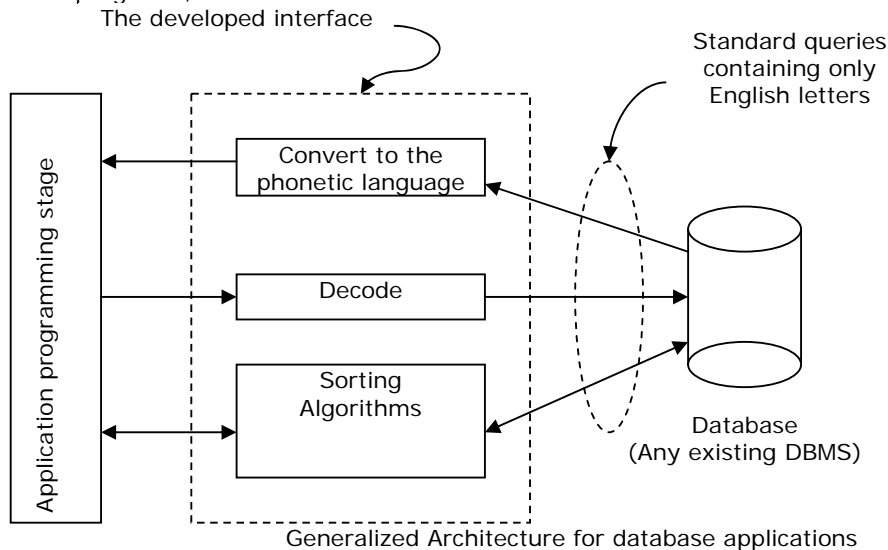 The developed interface
Standard queries
containing only
English letters
Application programming stage
Convert to the
phonetic language
Decode
Sorting
Algorithms
Database
(Any existing DBMS)
Generalized Architecture for database applications